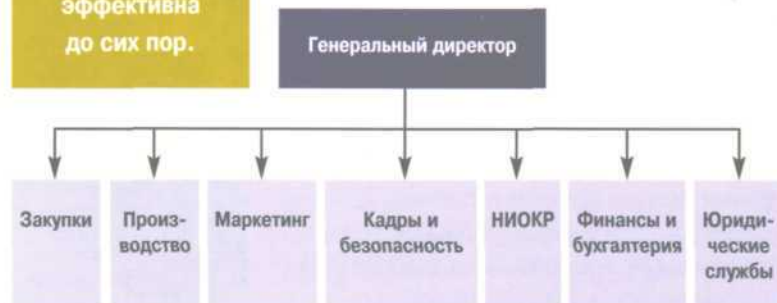 эффективна
до сих пор.
Генеральный директор
Закупки
Произ-
водство
Маркетинг
Кадры и
безопасность
НИОКР
Финансы и
бухгалтерия
Юриди-
ческие
службы